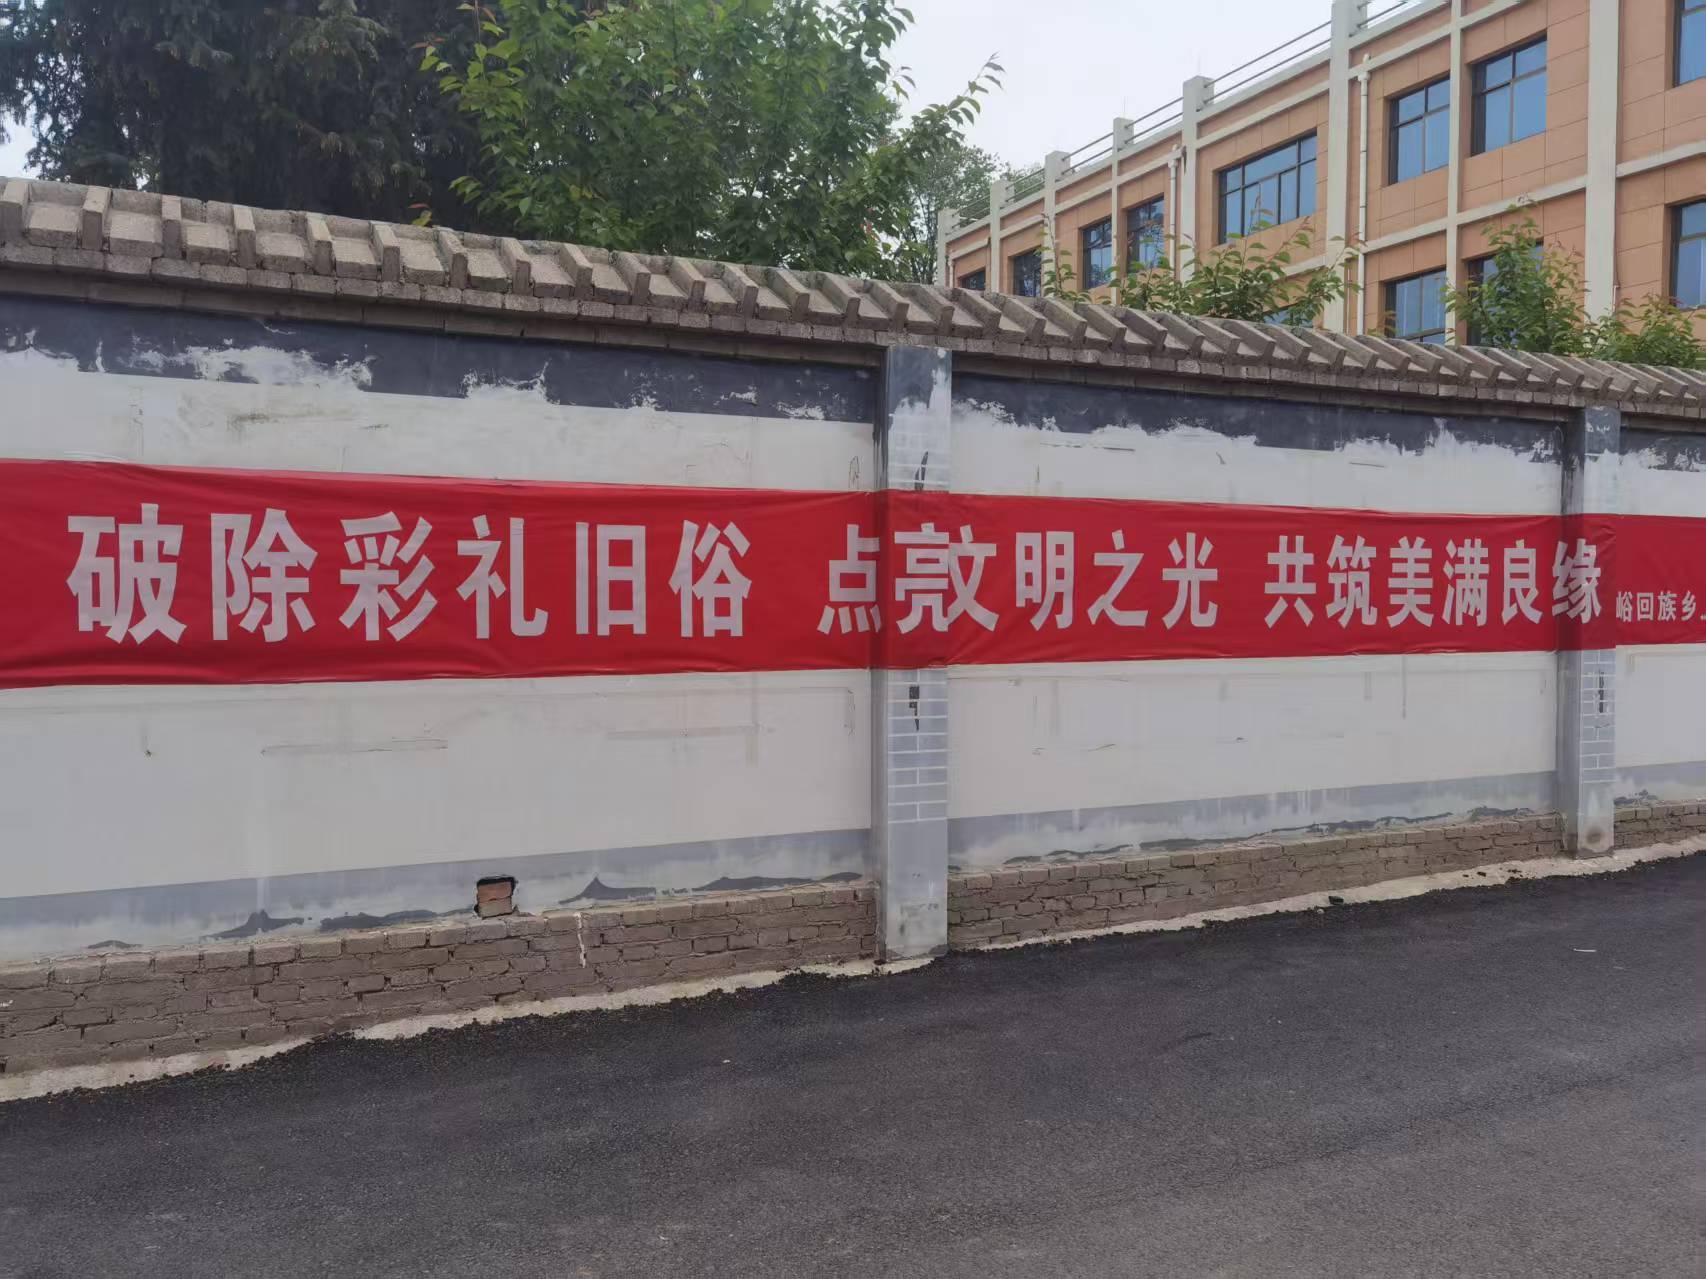 破除彩礼旧俗 点亮文明之光 共筑美满良缘
峪回族乡